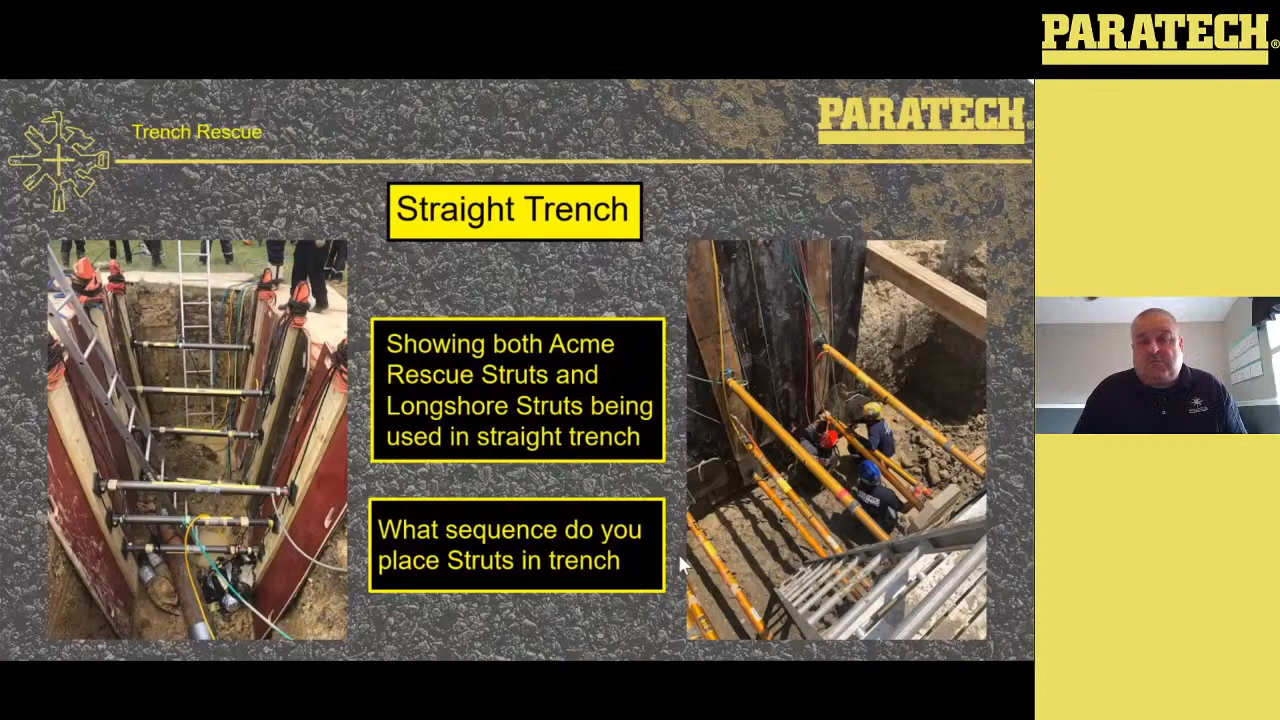 PARATECH®
Trench Rescue
PARATECH
Straight Trench
Showing both Acme
Rescue Struts and
Longshore Struts being
used in straight trench
What sequence do you
place Struts in trench